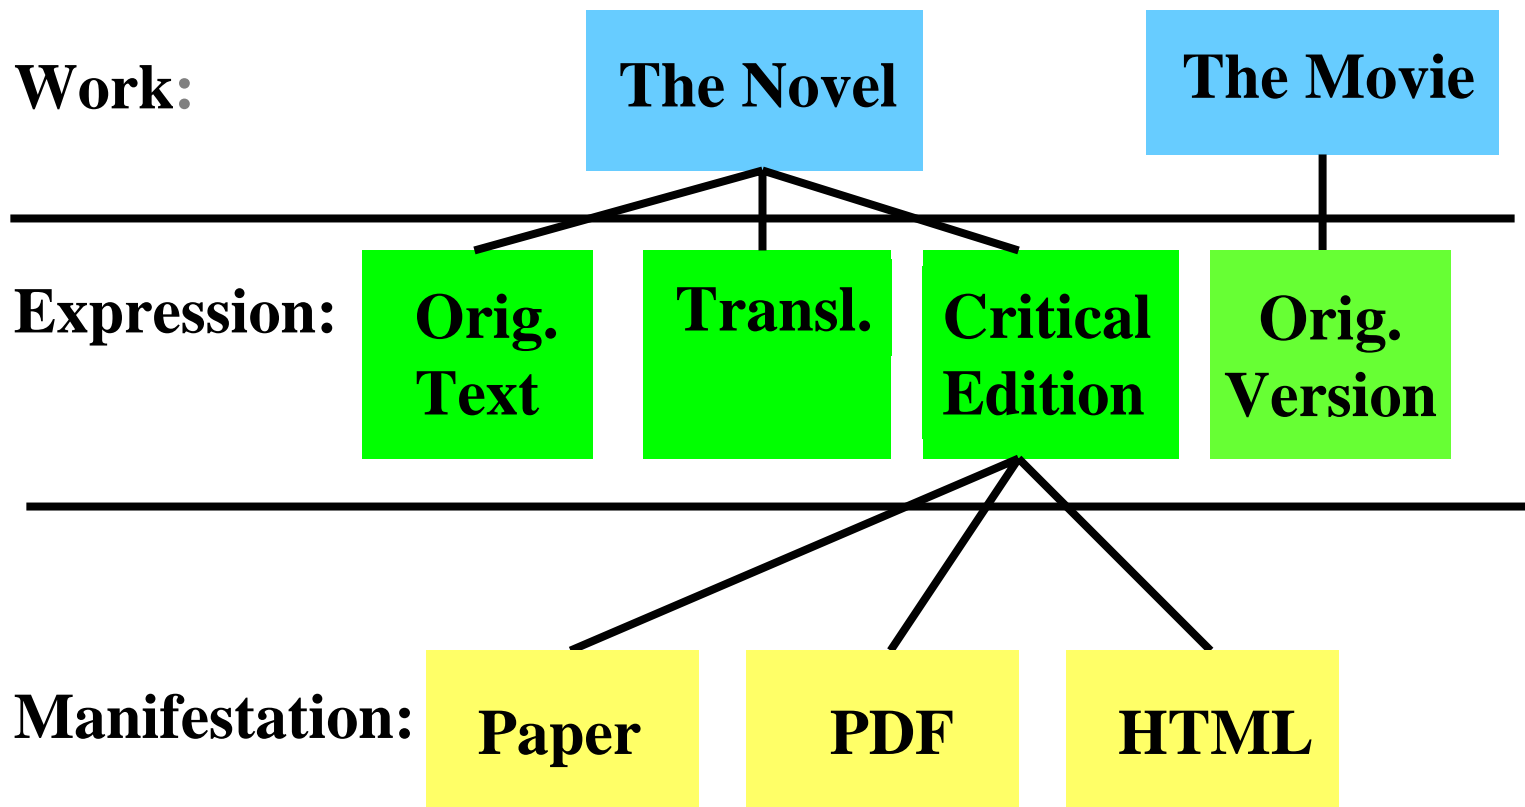 Work:
The Novel
The Movie
Expression:
Orig.
Text
Transl.
Critical
Edition
Orig.
Version
Manifestation:
Paper
PDF
HTML